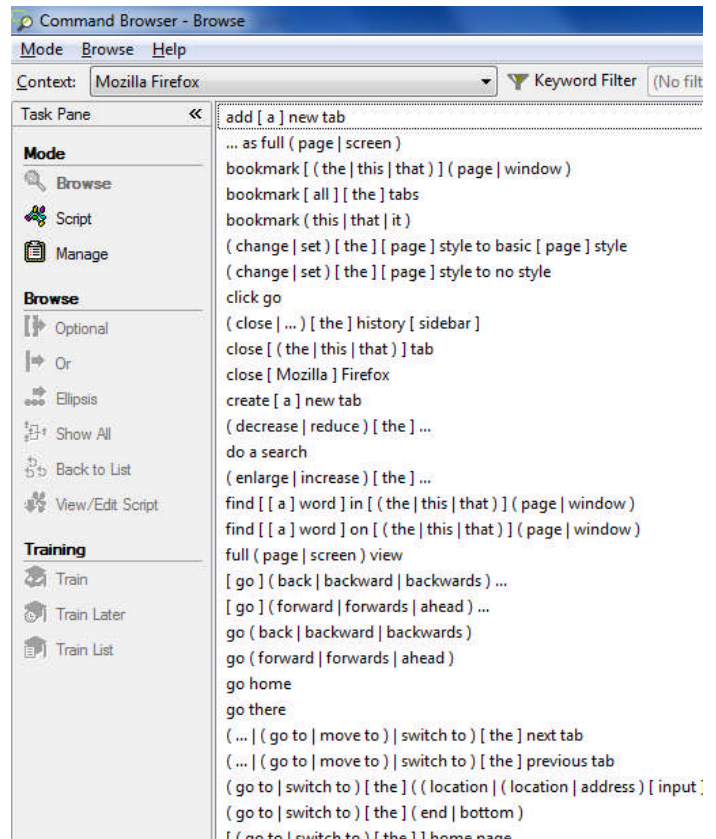 Command Browser - Browse
Mode Browse Help
Context: Mozilla Firefox Keyword Filter (No filt
Task Pane «
Mode
Browse
Script
Manage
Browse
Optional
Or
Ellipsis
Show All
Back to List
View/Edit Script
Training
Train
Train Later
Train List
add [ a ] new tab
... as full ( page | screen )
bookmark [ ( the | this | that ) ] ( page | window )
bookmark [ all ] [ the ] tabs
bookmark ( this | that | it )
( change | set ) [ the ] [ page ] style to basic [ page ] style
( change | set ) [ the ] [ page ] style to no style
click go
( close | ... ) [ the ] history [ sidebar ]
close [ ( the | this | that ) ] tab
close [ Mozilla ] Firefox
create [ a ] new tab
( decrease | reduce ) [ the ] ...
do a search
( enlarge | increase ) [ the ] ...
find [ [ a ] word ] in [ ( the | this | that ) ] ( page | window )
find [ [ a ] word ] on [ ( the | this | that ) ] ( page | window )
full ( page | screen ) view
[ go ] ( back | backward | backwards ) ...
[ go ] ( forward | forwards | ahead ) ...
go ( back | backward | backwards )
go ( forward | forwards | ahead )
go home
go there
( ... | ( go to | move to ) | switch to ) [ the ] next tab
( ... | ( go to | move to ) | switch to ) [ the ] previous tab
( go to | switch to ) [ the ] ( ( location | ( location | address ) [ input ]
( go to | switch to ) [ the ] ( end | bottom )
[ ( go to | switch to ) [ the ] ] home page